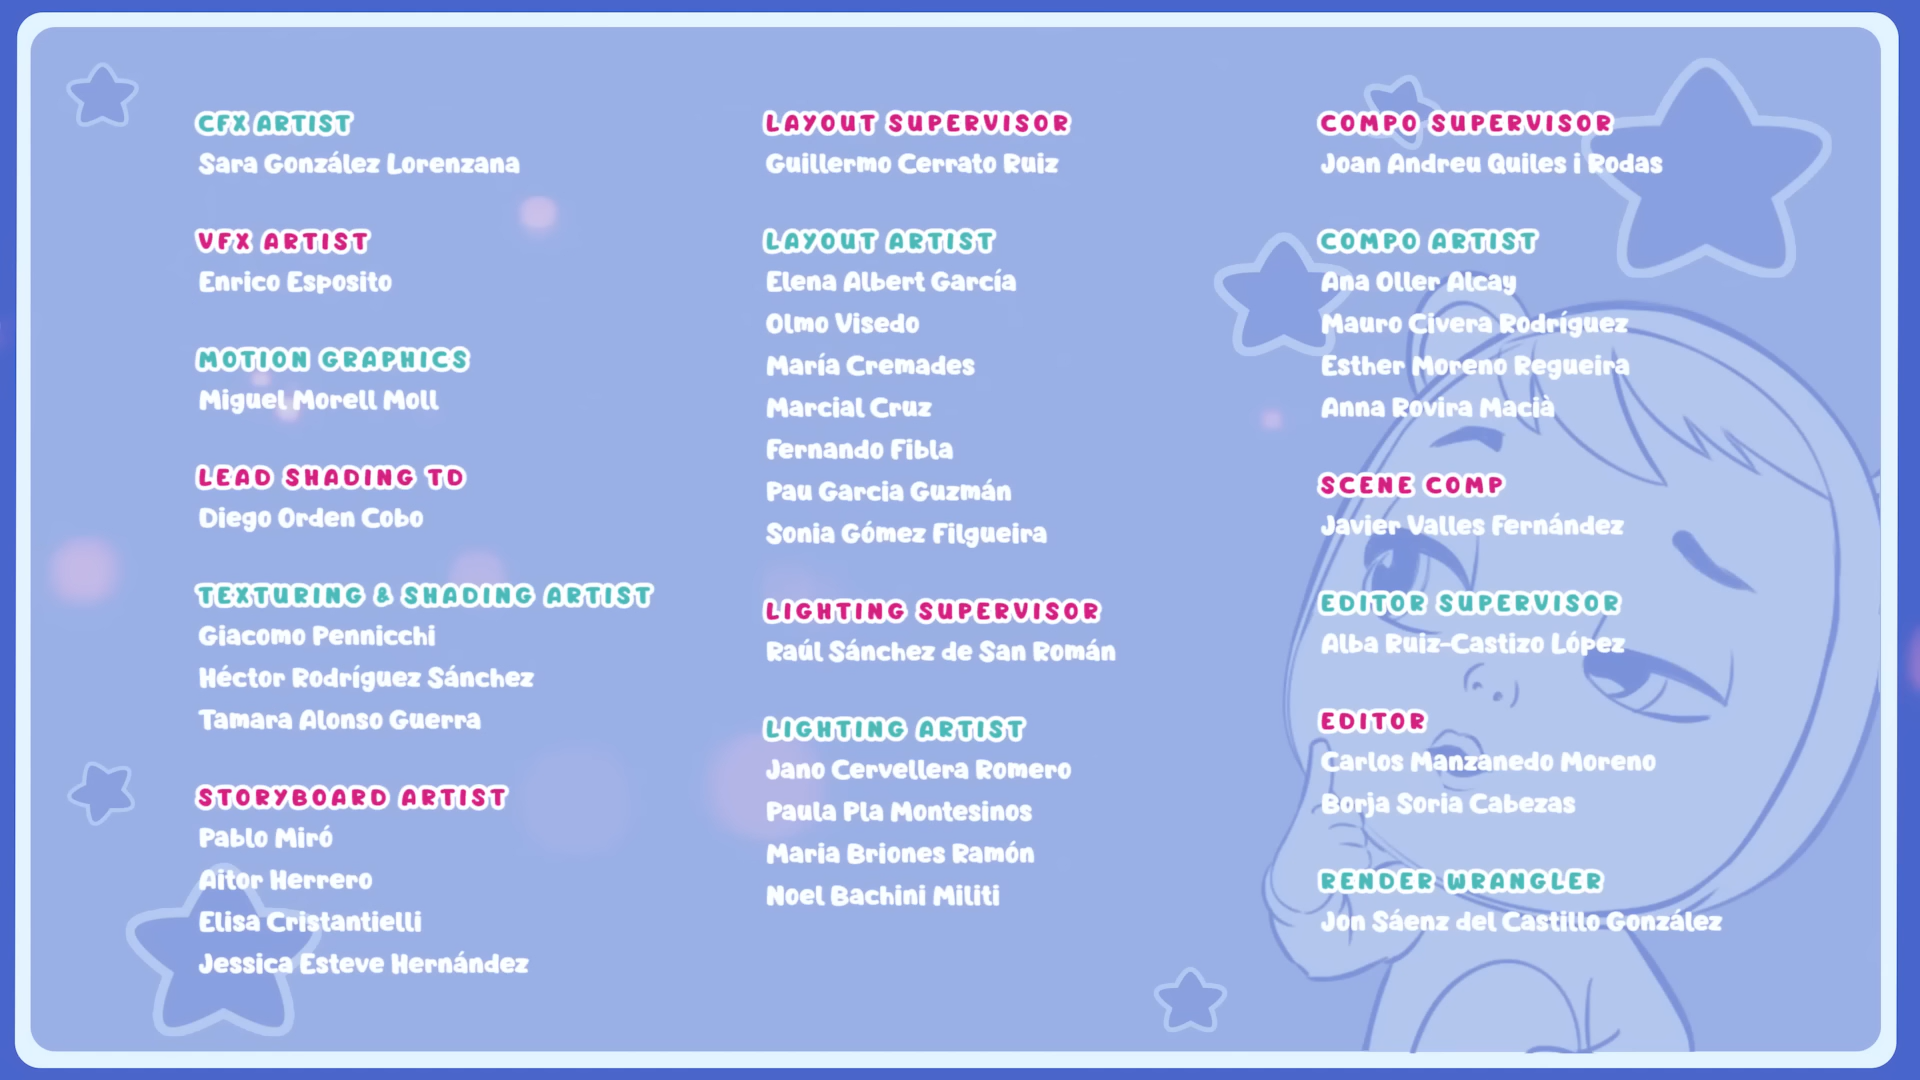 CFX ARTIST
Sara González Lorenzana
VFX ARTIST
Enrico Esposito
MOTION GRAPHICS
Miguel Morell Moll
LEAD SHADING TD
Diego Orden Cobo
TEXTURING & SHADING ARTIST
Giacomo Pennicchi
Héctor Rodríguez Sánchez
Tamara Alonso Guerra
STORYBOARD ARTIST
Pablo Miró
Aitor Herrero
Elisa Cristantielli
Jessica Esteve Hernández
LAYOUT SUPERVISOR
Guillermo Cerrato Ruiz
LAYOUT ARTIST
Elena Albert García
Olmo Visedo
María Cremades
Marcial Cruz
Fernando Fibla
Pau Garcia Guzmán
Sonia Gómez Filgueira
LIGHTING SUPERVISOR
Raúl Sánchez de San Román
LIGHTING ARTIST
Jano Cervellera Romero
Paula Pla Montesinos
Maria Briones Ramón
Noel Bachini Militi
COMPO SUPERVISOR
Joan Andreu Quiles i Rodas
COMPO ARTIST
Ana Oller Alcay
Mauro Civera Rodríguez
Esther Moreno Regueira
Anna Rovira Macià
SCENE COMP
Javier Valles Fernández
EDITOR SUPERVISOR
Alba Ruiz-Castizo López
EDITOR
Carlos Manzanedo Moreno
Borja Soria Cabezas
RENDER WRANGLER
Jon Sáenz del Castillo González